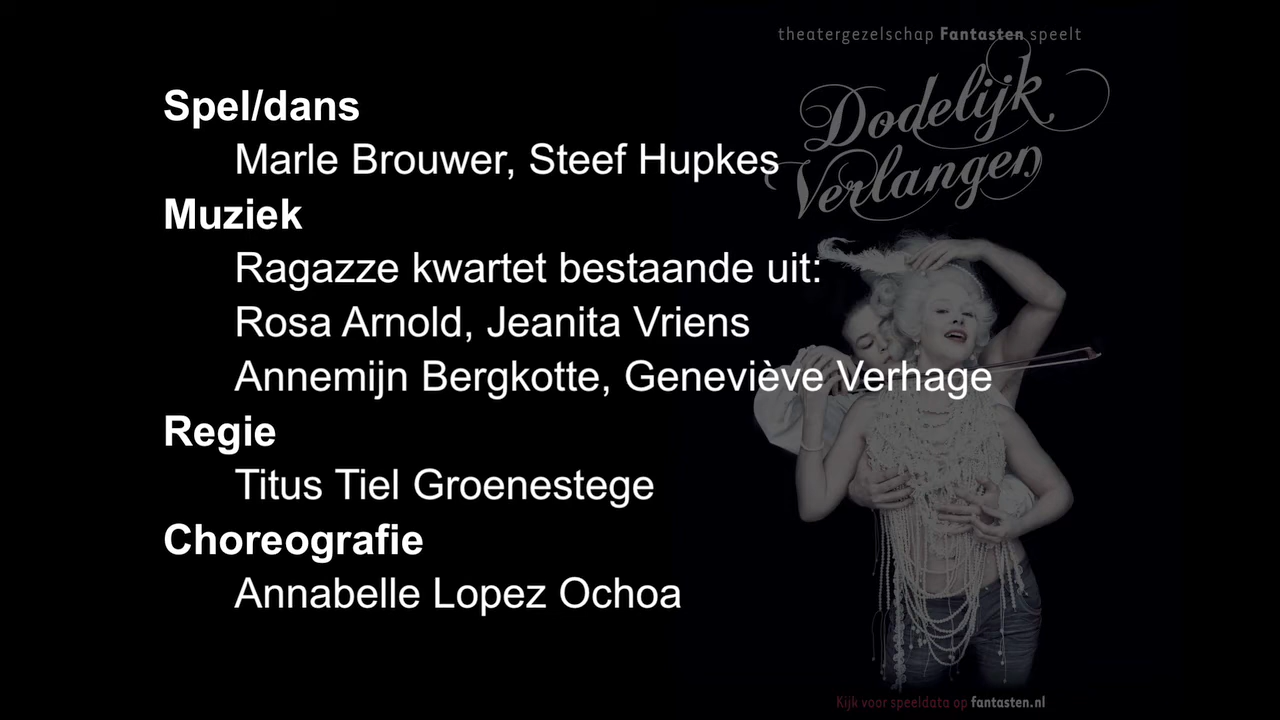 theatergezelschap Fantasten speelt
Dodelijk
Verlangen
Spel/dans
Marle Brouwer, Steef Hupkes
Muziek
Ragazze kwartet bestaande uit:
Rosa Arnold, Jeanita Vriens
Annemijn Bergkotte, Geneviève Verhage
Regie
Titus Tiel Groenestege
Choreografie
Annabelle Lopez Ochoa
Kijk voor speeldata op fantasten.nl